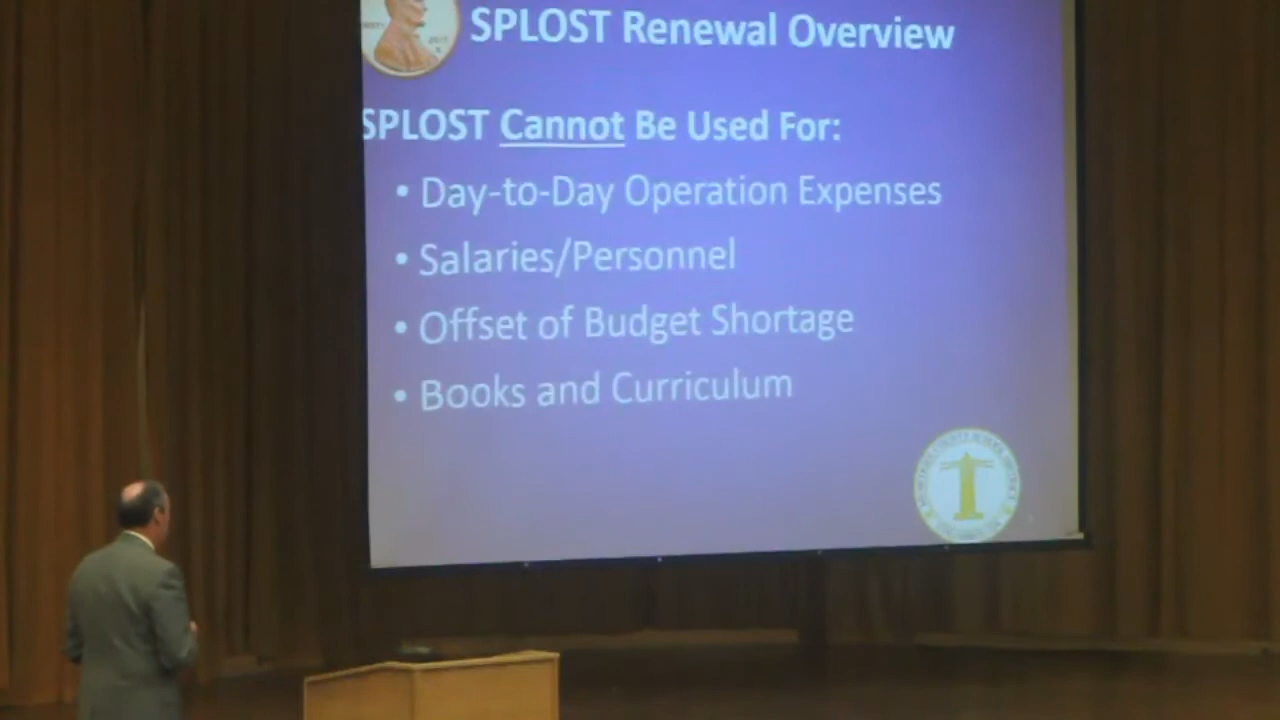 SPLOST Renewal Overview
SPLOST Cannot Be Used For:
• Day-to-Day Operation Expenses
• Salaries/Personnel
• Offset of Budget Shortage
• Books and Curriculum